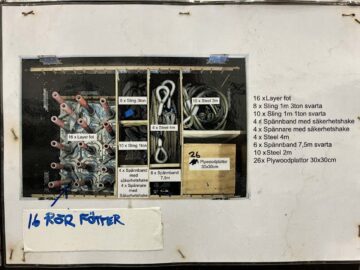 16 x Layer fot
8 x Sling 1m 3ton svarta
10 x Sling 1m 1ton svarta
4 x Spännband med säkerhetshake
4 x Spännare med säkerhetshake
4 x Steel 4m
6 x Spännband 7,5m svarta
10 x Steel 2m
26x Plywoodplattor 30x30cm
8 x Sling 3ton
10 x Steel 2m
16 x Layer fot
8 x Steel 4m
10 x Sling 1ton
26
Plywoodplattor
30x30cm
4 x Spännband med
säkerhetshake
4 x Spännare med
säkerhetshake
6 x Spännband
7,5m
16 RÖR FÖTTER